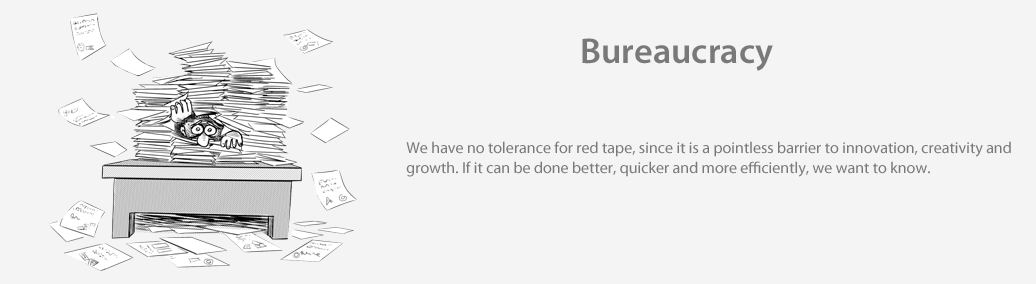 Bureaucracy
We have no tolerance for red tape, since it is a pointless barrier to innovation, creativity and
growth. If it can be done better, quicker and more efficiently, we want to know.